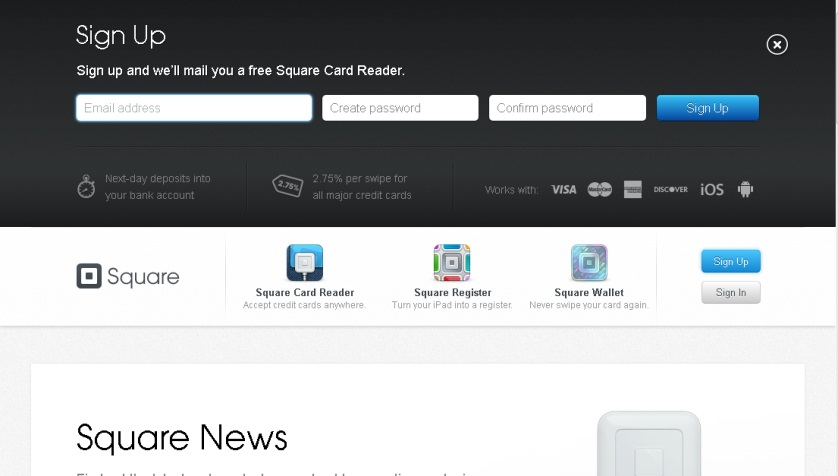 Sign Up
Sign up and we'll mail you a free Square Card Reader.
Email address
Create password
Confirm password
Sign Up
Next-day deposits into
your bank account
2.75%
2.75% per swipe for
all major credit cards
Works with:
VISA
MasterCard
DISCOVER
iOS
Square
Square Card Reader
Accept credit cards anywhere.
Square Register
Turn your iPad into a register.
Square Wallet
Never swipe your card again.
Sign Up
Sign In
Square News